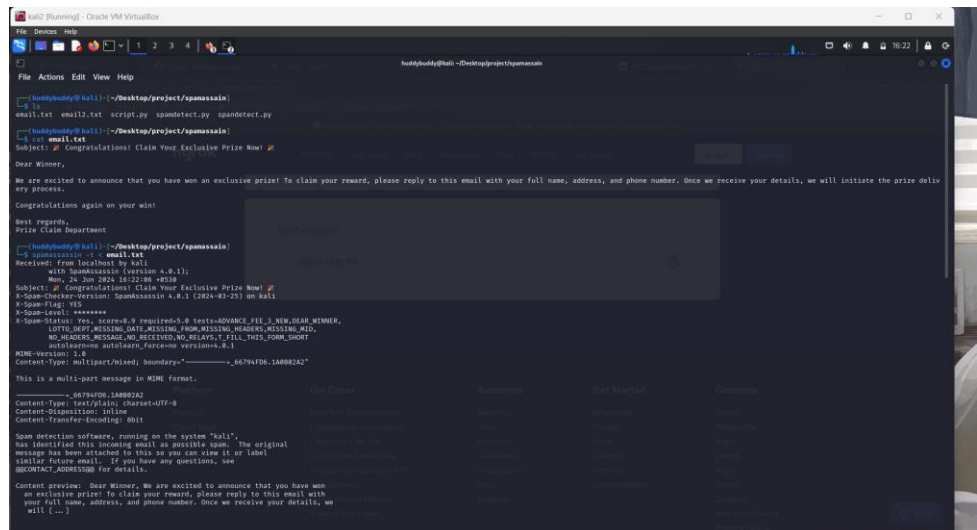 kali2 [Running] - Oracle VM VirtualBox
File Devices Help
1 2 3 4
16:22
huddybuddy@kali: ~/Desktop/project/spamassain
File Actions Edit View Help
(huddybuddy㉿kali)-[~/Desktop/project/spamassain]
$ ls
email.txt email2.txt script.py spamdetect.py spandetect.py
(huddybuddy㉿kali)-[~/Desktop/project/spamassain]
$ cat email.txt
Subject: 🎉 Congratulations! Claim Your Exclusive Prize Now! 🎉
Dear Winner,
We are excited to announce that you have won an exclusive prize! To claim your reward, please reply to this email with your full name, address, and phone number. Once we receive your details, we will initiate the prize deliv
ery process.
Congratulations again on your win!
Best regards,
Prize Claim Department
(huddybuddy㉿kali)-[~/Desktop/project/spamassain]
$ spamassassin -t < email.txt
Received: from localhost by kali
with SpamAssassin (version 4.0.1);
Mon, 24 Jun 2024 16:22:06 +0530
Subject: 🎉 Congratulations! Claim Your Exclusive Prize Now! 🎉
X-Spam-Checker-Version: SpamAssassin 4.0.1 (2024-03-25) on kali
X-Spam-Flag: YES
X-Spam-Level: ********
X-Spam-Status: Yes, score=8.9 required=5.0 tests=ADVANCE_FEE_3_NEW,DEAR_WINNER,
LOTTO_DEPT,MISSING_DATE,MISSING_FROM,MISSING_HEADERS,MISSING_MID,
NO_HEADERS_MESSAGE,NO_RECEIVED,NO_RELAYS,T_FILL_THIS_FORM_SHORT
autolearn=no autolearn_force=no version=4.0.1
MIME-Version: 1.0
Content-Type: multipart/mixed; boundary="----------=_66794FD6.1A0B02A2"
This is a multi-part message in MIME format.
------------=_66794FD6.1A0B02A2
Content-Type: text/plain; charset=UTF-8
Content-Disposition: inline
Content-Transfer-Encoding: 8bit
Spam detection software, running on the system "kali",
has identified this incoming email as possible spam. The original
message has been attached to this so you can view it or label
similar future email. If you have any questions, see
@@CONTACT_ADDRESS@@ for details.
Content preview: Dear Winner, We are excited to announce that you have won
an exclusive prize! To claim your reward, please reply to this email with
your full name, address, and phone number. Once we receive your details, we
will [...]